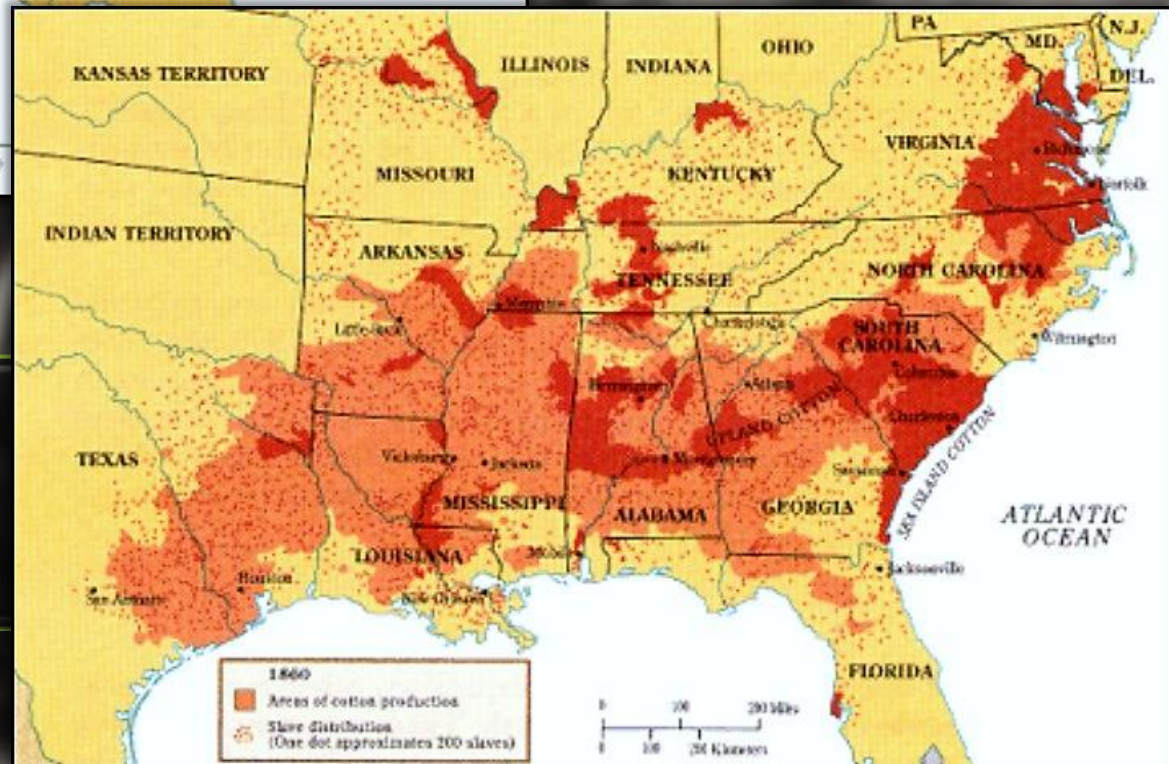 PA
N.J.
MD.
DEL.
OHIO
ILLINOIS
INDIANA
KANSAS TERRITORY
VIRGINIA
Richmond
MISSOURI
KENTUCKY
Norfolk
INDIAN TERRITORY
ARKANSAS
Nashville
TENNESSEE
NORTH CAROLINA
Memphis
Chattanooga
Little Rock
SOUTH
CAROLINA
Wilmington
Columbia
Birmingham
Atlanta
UPLAND COTTON
Charleston
TEXAS
Vicksburg
Jackson
Montgomery
Savannah
SEA ISLAND COTTON
MISSISSIPPI
ALABAMA
GEORGIA
ATLANTIC
OCEAN
LOUISIANA
Mobile
Jacksonville
Houston
San Antonio
New Orleans
FLORIDA
1860
Areas of cotton production
Slave distribution
(One dot approximates 200 slaves)
0 100 200 Miles
0 100 200 Kilometers